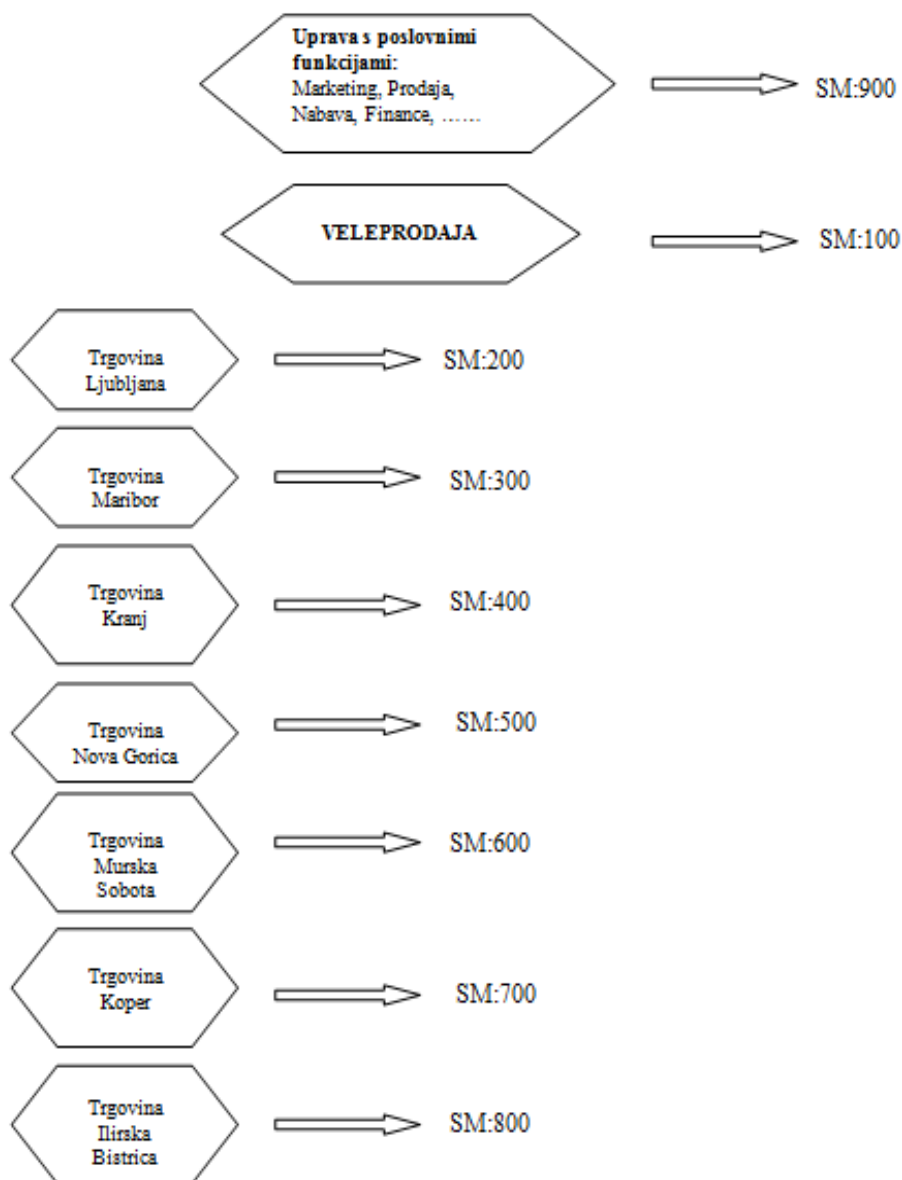 Uprava s poslovnimi
funkcijami:
Marketing, Prodaja,
Nabava, Finance, ......
SM:900
VELEPRODAJA
SM:100
Trgovina
Ljubljana
SM:200
Trgovina
Maribor
SM:300
Trgovina
Kranj
SM:400
Trgovina
Nova Gorica
SM:500
Trgovina
Murska
Sobota
SM:600
Trgovina
Koper
SM:700
Trgovina
Ilirska
Bistrica
SM:800